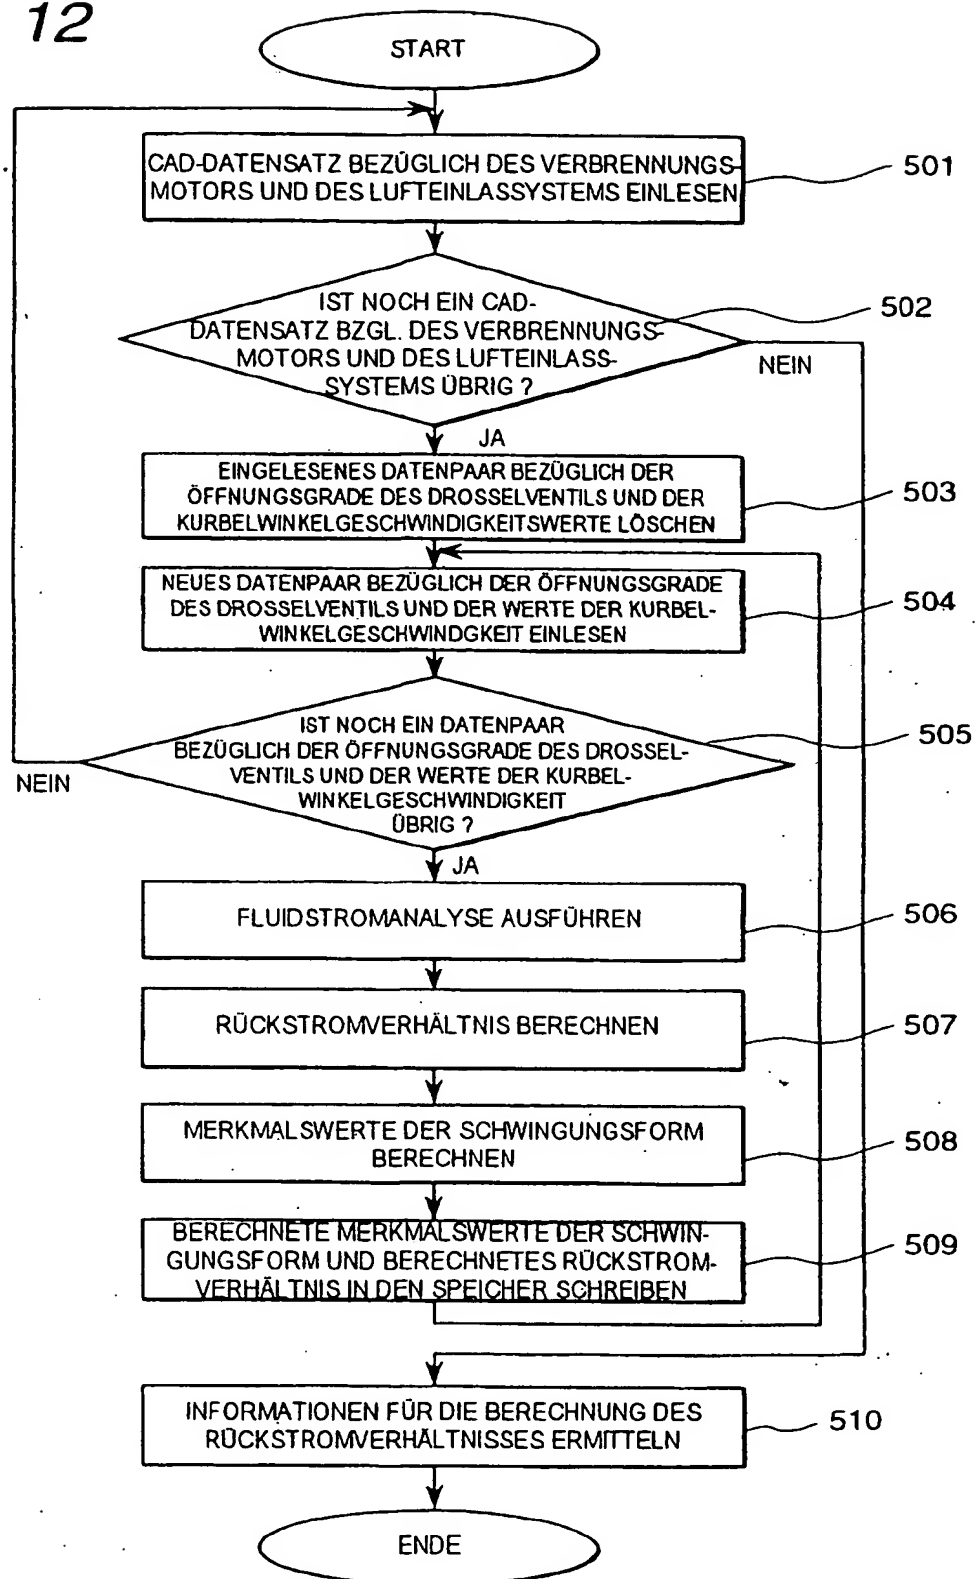 12
START
CAD-DATENSATZ BEZÜGLICH DES VERBRENNUNGS-
MOTORS UND DES LUFTEINLASSYSTEMS EINLESEN
501
IST NOCH EIN CAD-
DATENSATZ BZGL. DES VERBRENNUNGS-
MOTORS UND DES LUFTEINLASS-
SYSTEMS ÜBRIG ?
502
NEIN
JA
EINGELESENES DATENPAAR BEZÜGLICH DER
ÖFFNUNGSGRADE DES DROSSELVENTILS UND DER
KURBELWINKELGESCHWINDIGKEITSWERTE LÖSCHEN
503
NEUES DATENPAAR BEZÜGLICH DER ÖFFNUNGSGRADE
DES DROSSELVENTILS UND DER WERTE DER KURBEL-
WINKELGESCHWINDGKEIT EINLESEN
504
IST NOCH EIN DATENPAAR
BEZÜGLICH DER ÖFFNUNGSGRADE DES DROSSEL-
VENTILS UND DER WERTE DER KURBEL-
WINKELGESCHWINDIGKEIT
ÜBRIG ?
505
NEIN
JA
FLUIDSTROMANALYSE AUSFÜHREN
506
RÜCKSTROMVERHÄLTNIS BERECHNEN
507
MERKMALSWERTE DER SCHWINGUNGSFORM
BERECHNEN
508
BERECHNETE MERKMALSWERTE DER SCHWIN-
GUNGSFORM UND BERECHNETES RÜCKSTROM-
VERHÄLTNIS IN DEN SPEICHER SCHREIBEN
509
INFORMATIONEN FÜR DIE BERECHNUNG DES
RÜCKSTROMVERHÄLTNISSES ERMITTELN
510
ENDE